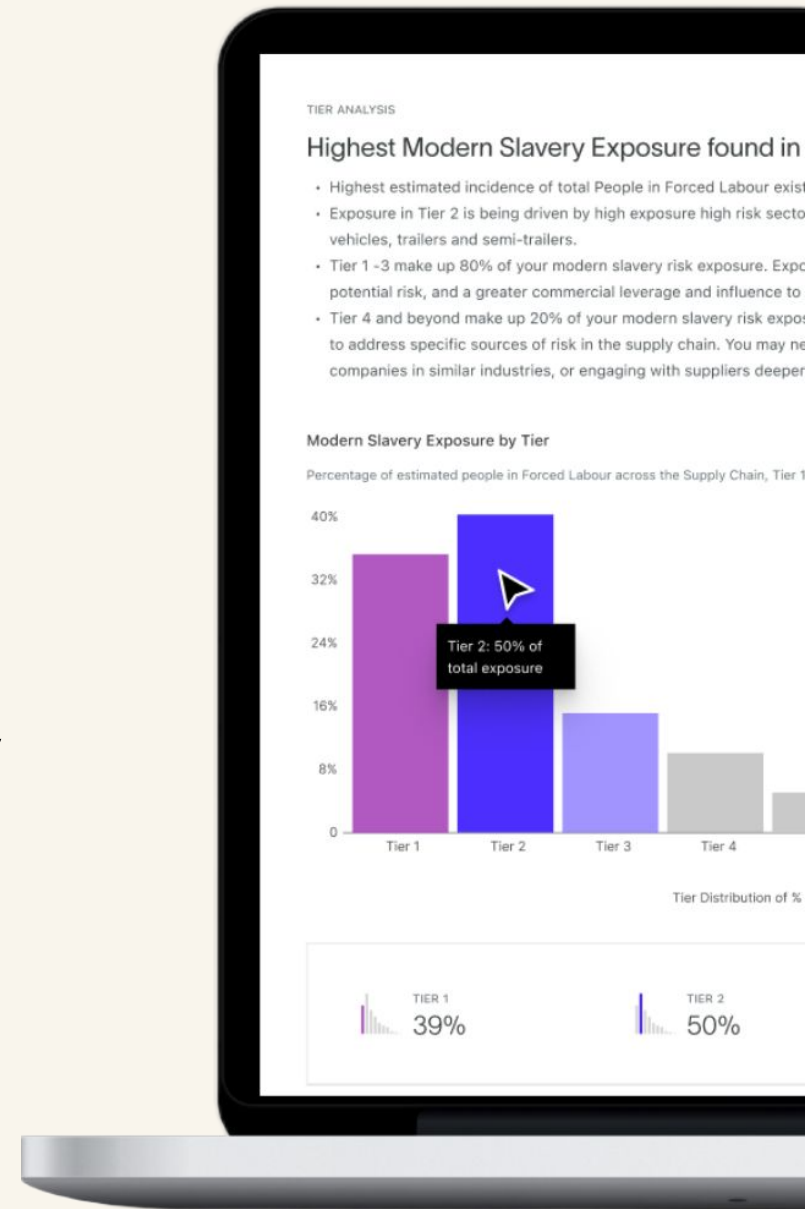 TIER ANALYSIS
Highest Modern Slavery Exposure found in
• Highest estimated incidence of total People in Forced Labour exist
• Exposure in Tier 2 is being driven by high exposure high risk secto
vehicles, trailers and semi-trailers.
• Tier 1 -3 make up 80% of your modern slavery risk exposure. Expo
potential risk, and a greater commercial leverage and influence to
• Tier 4 and beyond make up 20% of your modern slavery risk expos
to address specific sources of risk in the supply chain. You may ne
companies in similar industries, or engaging with suppliers deeper
Modern Slavery Exposure by Tier
Percentage of estimated people in Forced Labour across the Supply Chain, Tier 1
40%
32%
24%
16%
8%
0
Tier 2: 50% of
total exposure
Tier 1 Tier 2 Tier 3 Tier 4
Tier Distribution of %
TIER 1 TIER 2
39% 50%